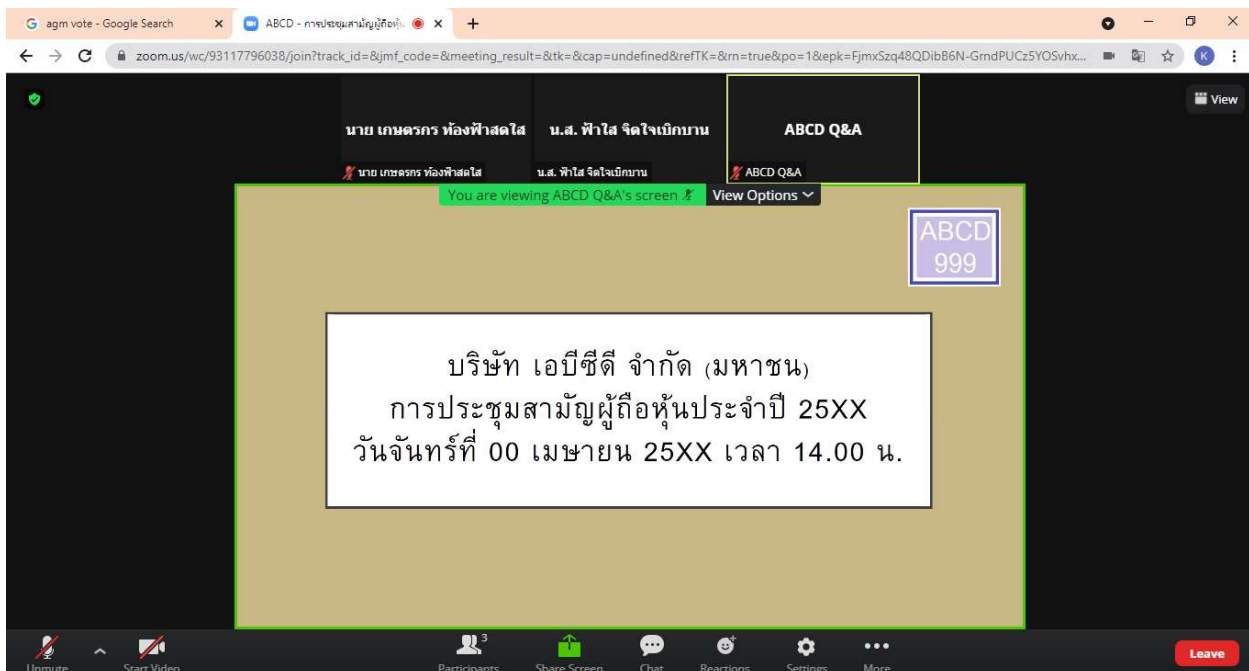 agm vote - Google Search
ABCD - การประชุมสามัญผู้ถือหุ้น
zoom.us/wc/93117796038/join?track_id=&jmf_code=&meeting_result=&tk=&cap=undefined&refTK=&rn=true&po=1&epk=FjmxSzq48QDibB6N-GrndPUCz5YOSvhx...
K
View
นาย เกษตรกร ท้องฟ้าสดใส น.ส. ฟ้าใส จิตใจเบิกบาน ABCD Q&A
นาย เกษตรกร ท้องฟ้าสดใส น.ส. ฟ้าใส จิตใจเบิกบาน ABCD Q&A
You are viewing ABCD Q&A's screen View Options
ABCD
999
บริษัท เอบีซีดี จำกัด (มหาชน)
การประชุมสามัญผู้ถือหุ้นประจำปี 25XX
วันจันทร์ที่ 00 เมษายน 25XX เวลา 14.00 น.
3
Unmute Start Video Participants Share Screen Chat Reactions Settings More Leave